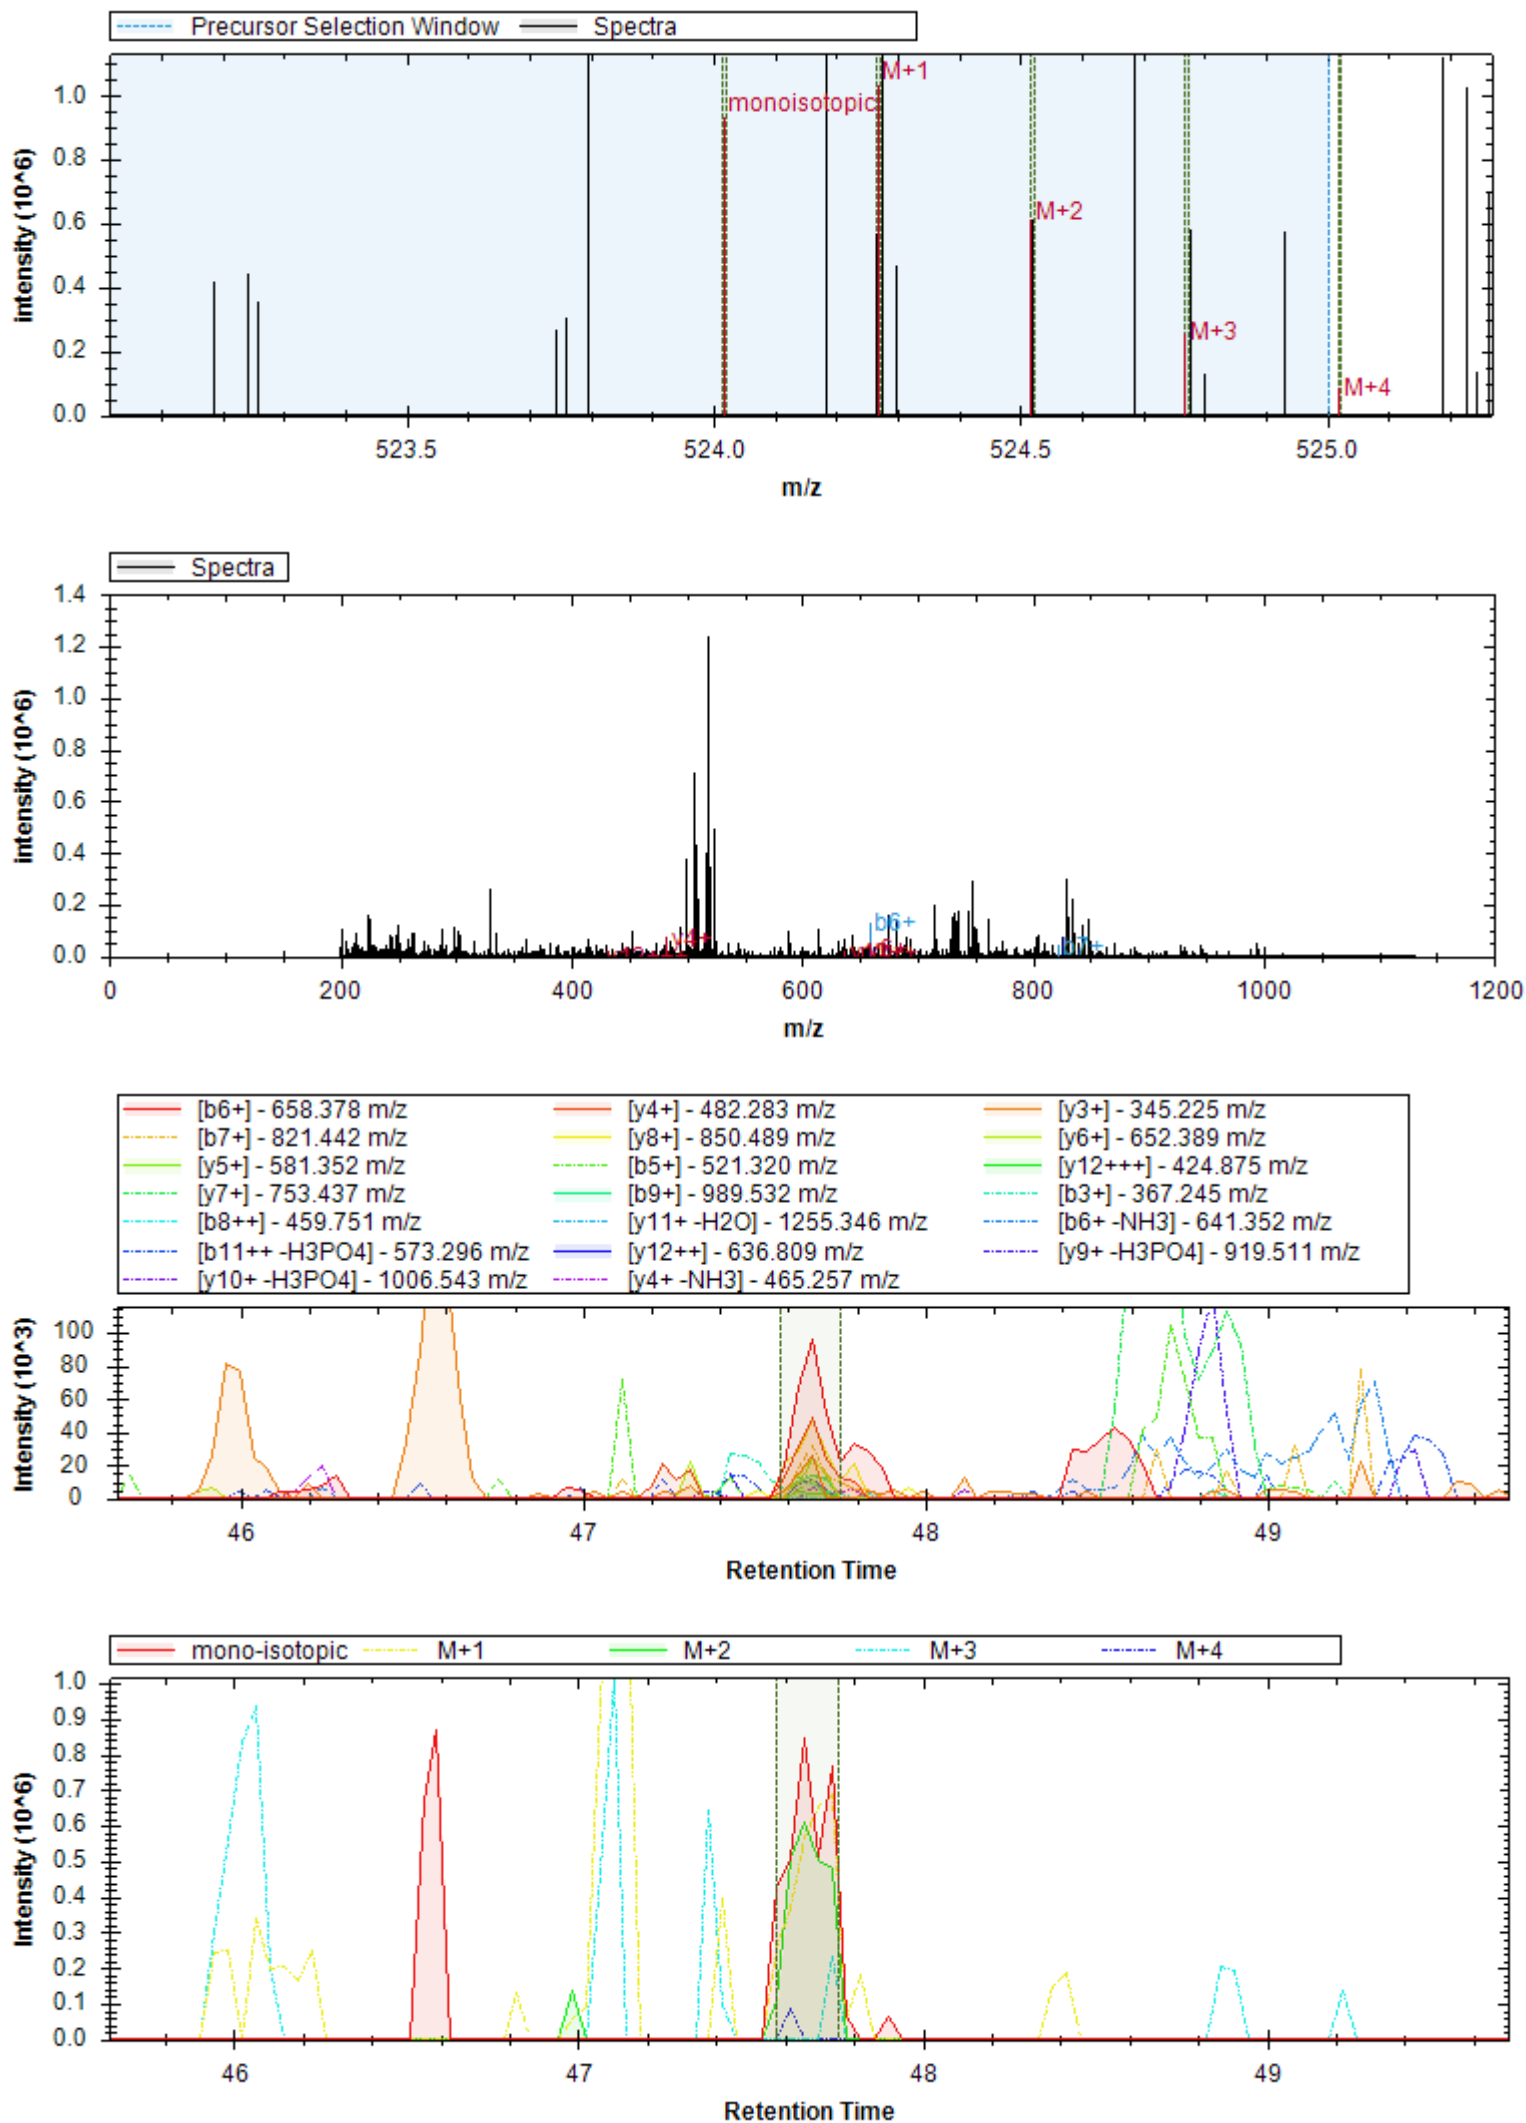 Precursor Selection Window Spectra
intensity (10^6)
1.0
0.8
0.6
0.4
0.2
0.0
M+1
monoisotopic
M+2
M+3
M+4
523.5 524.0 524.5 525.0
m/z
Spectra
intensity (10^6)
1.4
1.2
1.0
0.8
0.6
0.4
0.2
0.0
y4+ b6+ b7+
0 200 400 600 800 1000 1200
m/z
[b6+] - 658.378 m/z [y4+] - 482.283 m/z [y3+] - 345.225 m/z
[b7+] - 821.442 m/z [y8+] - 850.489 m/z [y6+] - 652.389 m/z
[y5+] - 581.352 m/z [b5+] - 521.320 m/z [y12+++] - 424.875 m/z
[y7+] - 753.437 m/z [b9+] - 989.532 m/z [b3+] - 367.245 m/z
[b8++] - 459.751 m/z [y11+ -H2O] - 1255.346 m/z [b6+ -NH3] - 641.352 m/z
[b11++ -H3PO4] - 573.296 m/z [y12++] - 636.809 m/z [y9+ -H3PO4] - 919.511 m/z
[y10+ -H3PO4] - 1006.543 m/z [y4+ -NH3] - 465.257 m/z
Intensity (10^3)
100
80
60
40
20
0
46 47 48 49
Retention Time
mono-isotopic M+1 M+2 M+3 M+4
Intensity (10^6)
1.0
0.9
0.8
0.7
0.6
0.5
0.4
0.3
0.2
0.1
0.0
46 47 48 49
Retention Time